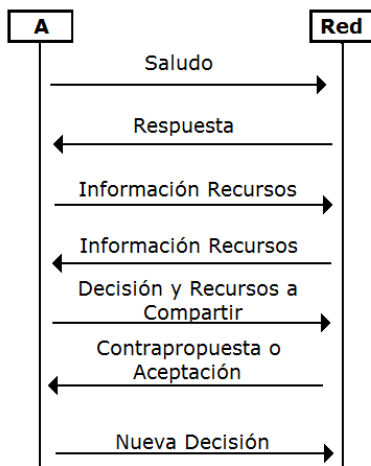 A
Red
Saludo
Respuesta
Información Recursos
Información Recursos
Decisión y Recursos a
Compartir
Contrapropuesta o
Aceptación
Nueva Decisión